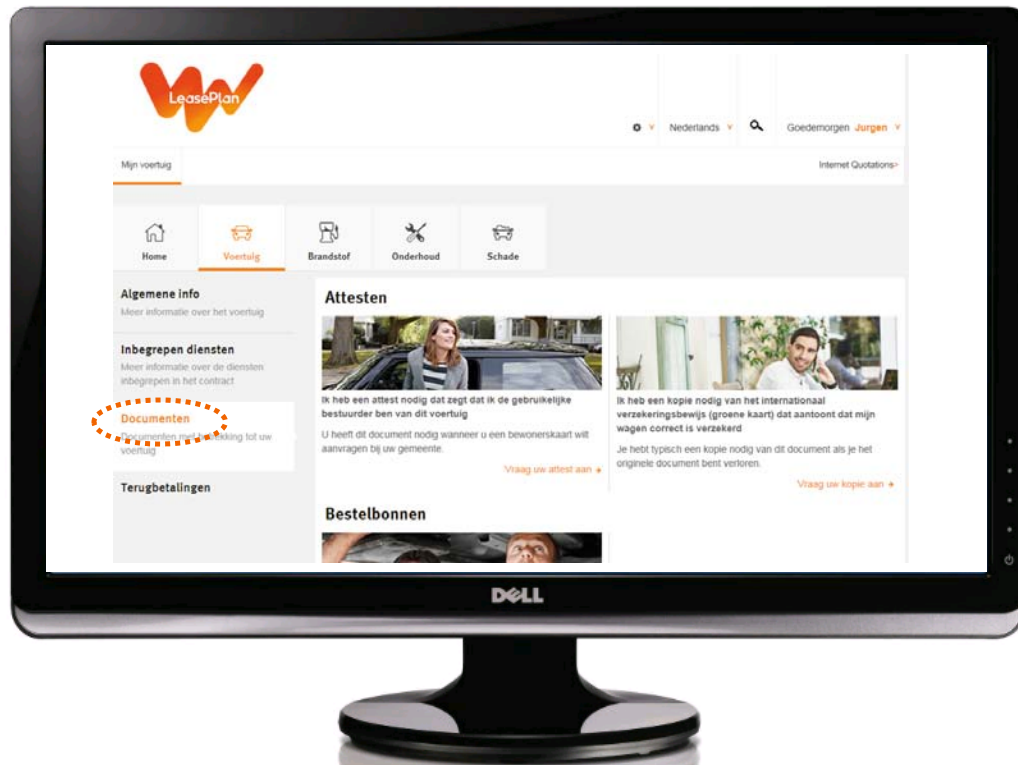 LeasePlan
Nederlands
Goedemorgen Jurgen
Mijn voertuig
Internet Quotations>
Home
Voertuig
Brandstof
Onderhoud
Schade
Algemene info
Meer informatie over het voertuig
Inbegrepen diensten
Meer informatie over de diensten
inbegrepen in het contract
Documenten
Documenten met betrekking tot uw
voertuig
Terugbetalingen
Attesten
Ik heb een attest nodig dat zegt dat ik de gebruikelijke
bestuurder ben van dit voertuig
U heeft dit document nodig wanneer u een bewonerskaart wilt
aanvragen bij uw gemeente.
Vraag uw attest aan
Ik heb een kopie nodig van het internationaal
verzekeringsbewijs (groene kaart) dat aantoont dat mijn
wagen correct is verzekerd
Je hebt typisch een kopie nodig van dit document als je het
originele document bent verloren.
Vraag uw kopie aan
Bestelbonnen
DELL